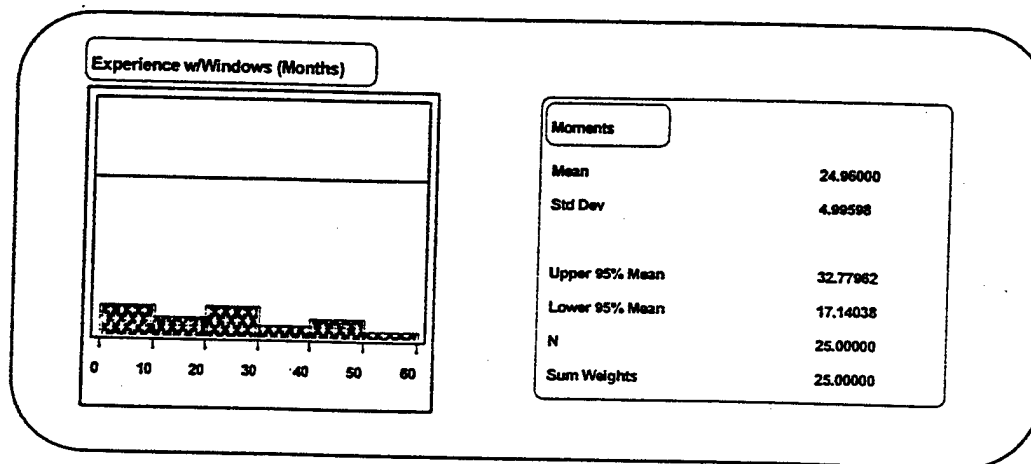 Experience w/Windows (Months)
0 10 20 30 40 50 60
Moments
Mean 24.96000
Std Dev 4.99598
Upper 95% Mean 32.77962
Lower 95% Mean 17.14038
N 25.00000
Sum Weights 25.00000